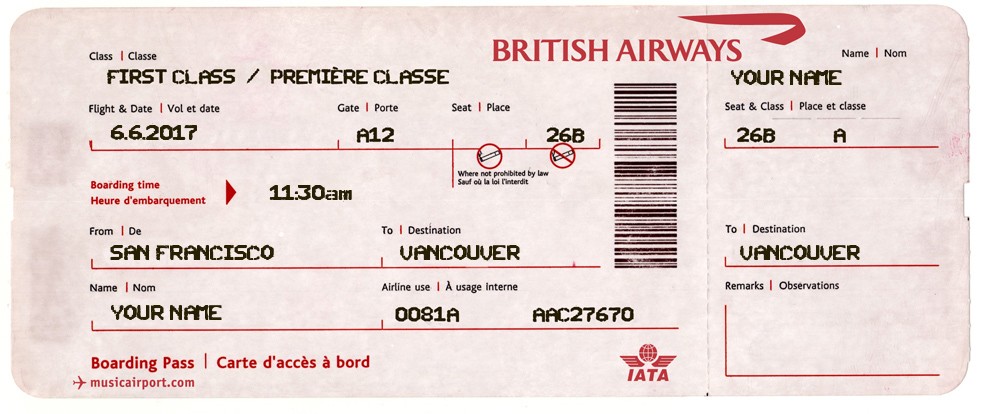 BRITISH AIRWAYS
Class | Classe
FIRST CLASS / PREMIÈRE CLASSE
Flight & Date | Vol et date
Gate | Porte
Seat | Place
6.6.2017
A12
26B
Where not prohibited by law
Sauf où la loi l'interdit
Boarding time
Heure d'embarquement
11:30am
From | De
To | Destination
SAN FRANCISCO
VANCOUVER
Name | Nom
Airline use | À usage interne
YOUR NAME
0081A
AAC27670
Boarding Pass | Carte d'accès à bord
musicairport.com
IATA
Name | Nom
YOUR NAME
Seat & Class | Place et classe
26B
A
To | Destination
VANCOUVER
Remarks | Observations